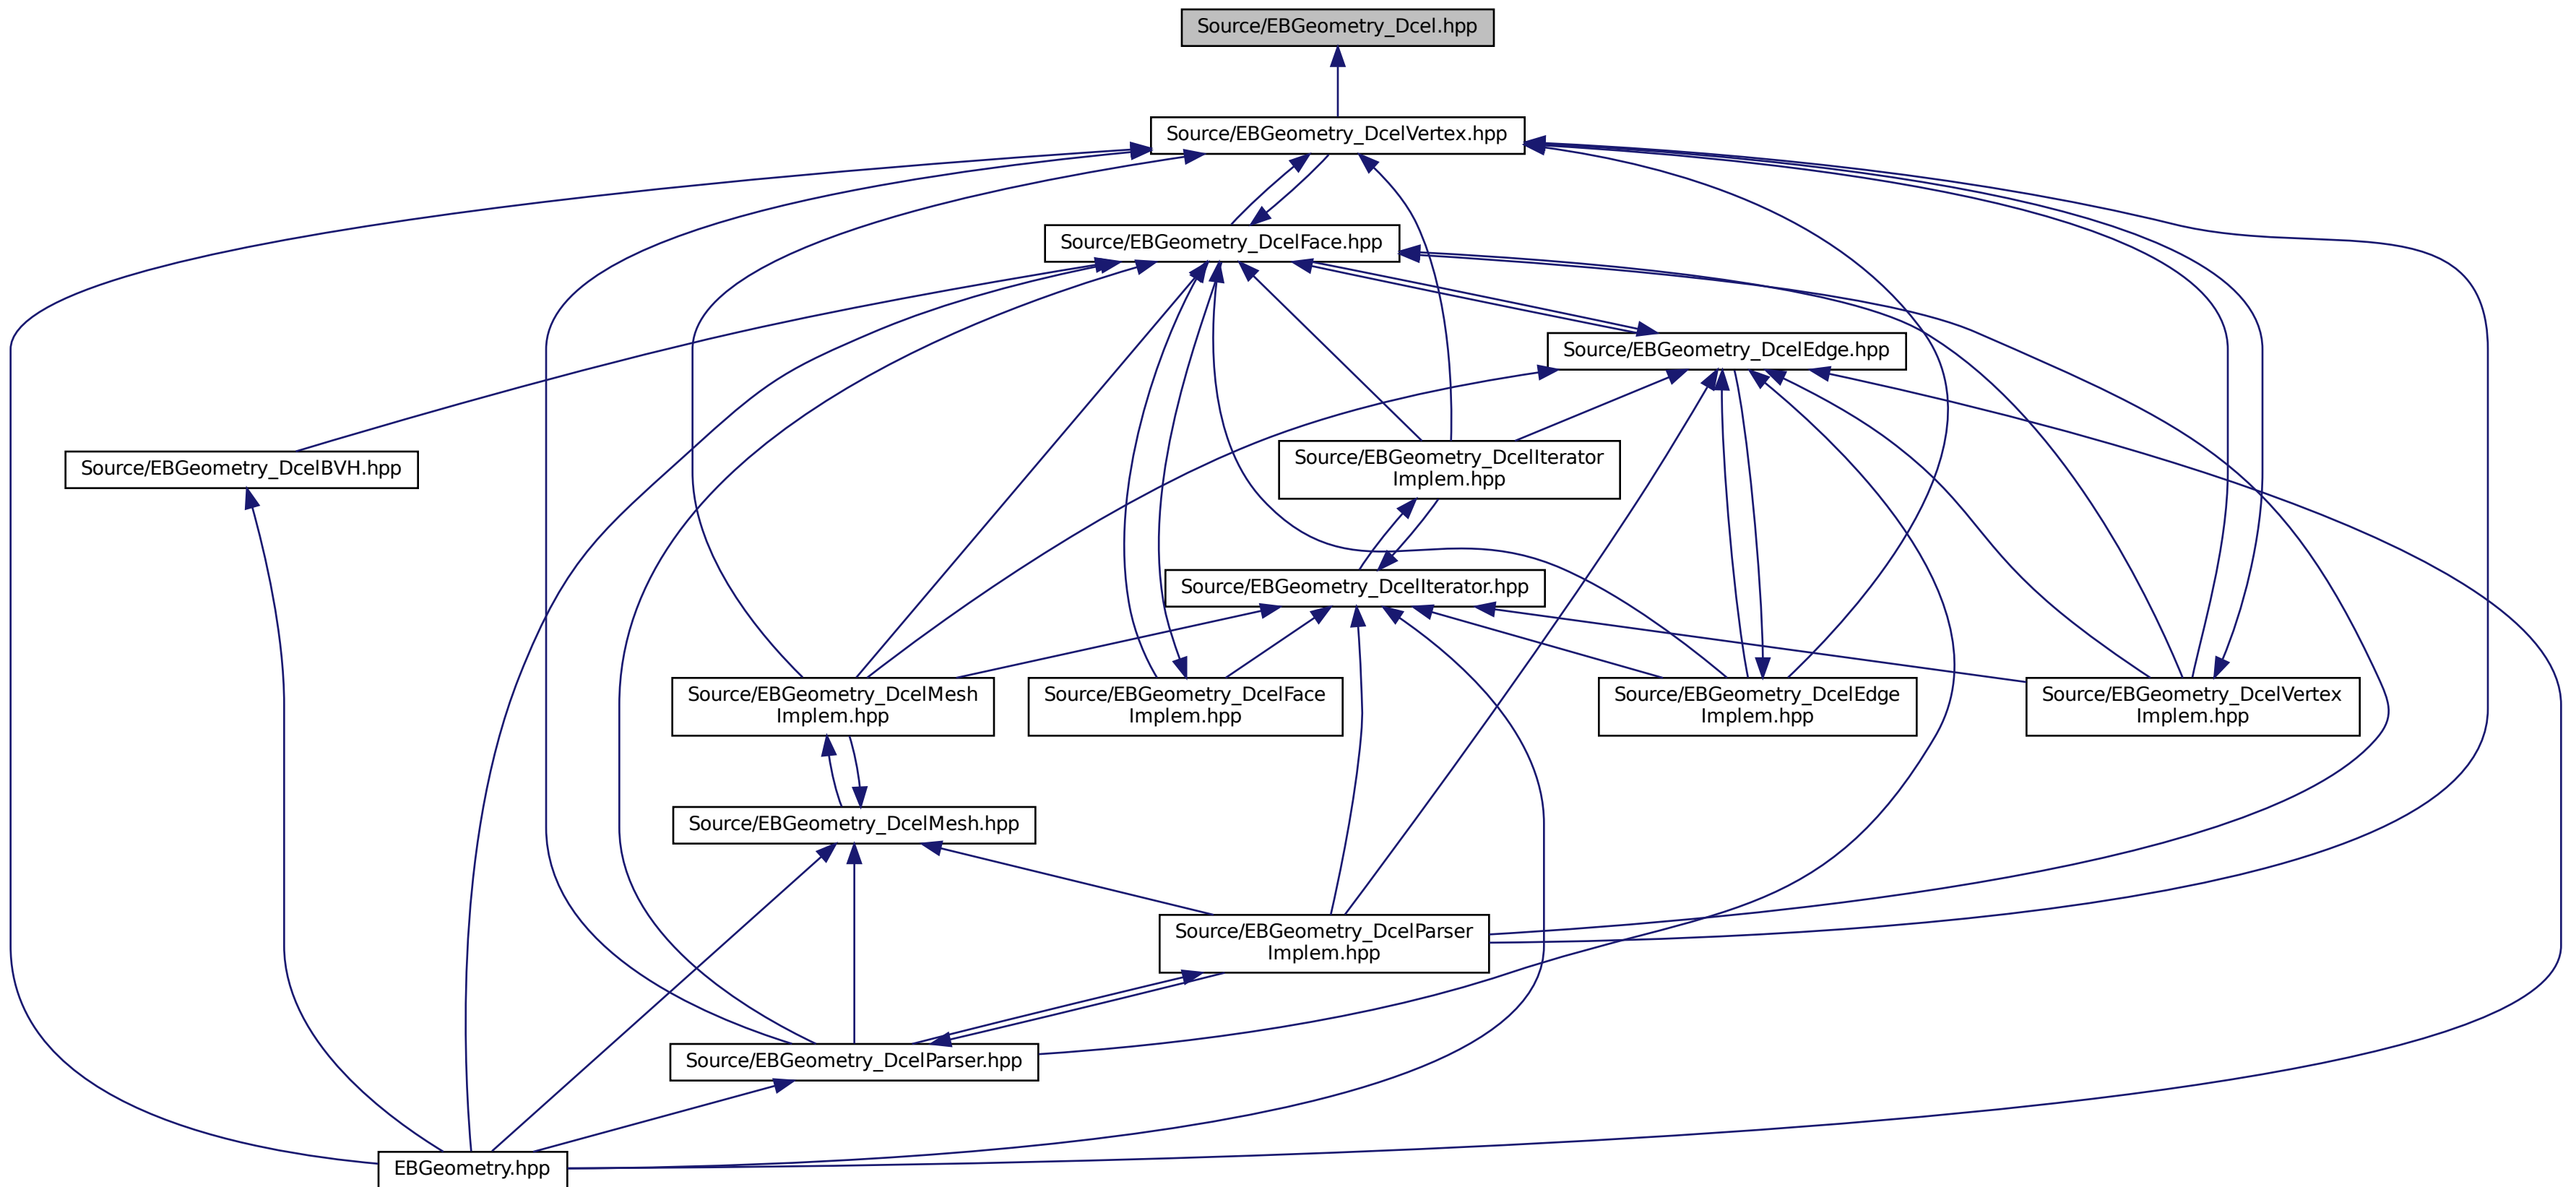 Source/EBGeometry_Dcel.hpp
Source/EBGeometry_DcelVertex.hpp
Source/EBGeometry_DcelFace.hpp
Source/EBGeometry_DcelEdge.hpp
Source/EBGeometry_DcelBVH.hpp
Source/EBGeometry_DcelIterator
Implem.hpp
Source/EBGeometry_DcelIterator.hpp
Source/EBGeometry_DcelMesh
Implem.hpp
Source/EBGeometry_DcelFace
Implem.hpp
Source/EBGeometry_DcelEdge
Implem.hpp
Source/EBGeometry_DcelVertex
Implem.hpp
Source/EBGeometry_DcelMesh.hpp
Source/EBGeometry_DcelParser
Implem.hpp
Source/EBGeometry_DcelParser.hpp
EBGeometry.hpp